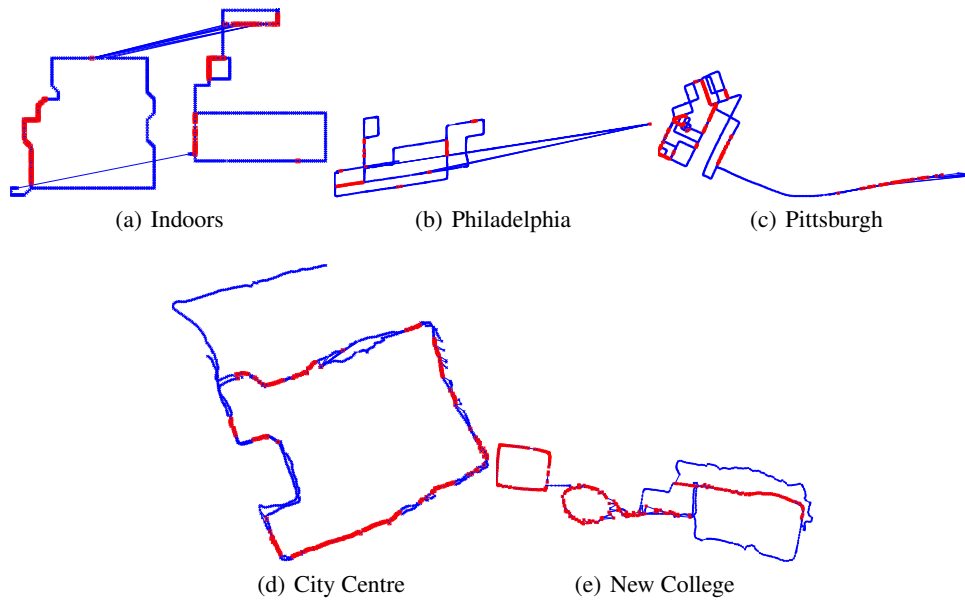 (a) Indoors
(b) Philadelphia
(c) Pittsburgh
(d) City Centre
(e) New College